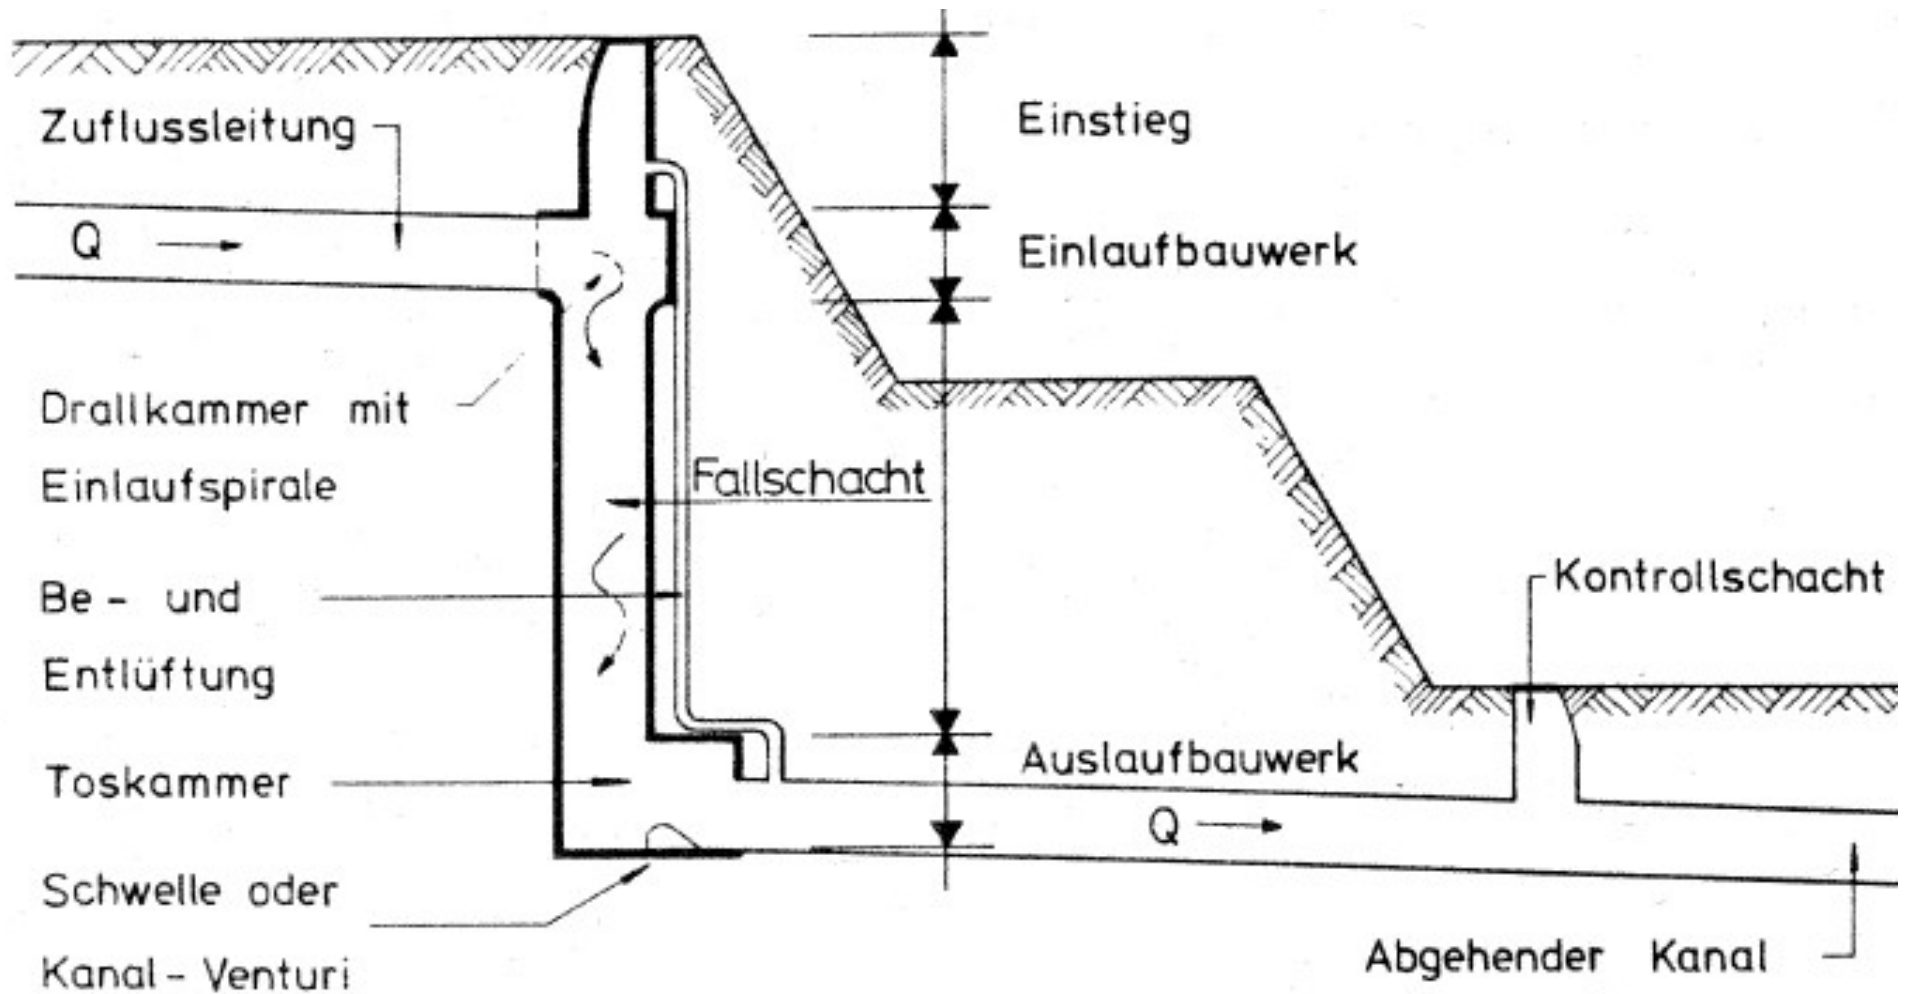 Zuflussleitung
Q
Drallkammer mit
Einlaufspirale
Be- und
Entlüftung
Toskammer
Schwelle oder
Kanal-Venturi
Fallschacht
Einstieg
Einlaufbauwerk
Auslaufbauwerk
Q
Kontrollschacht
Abgehender Kanal